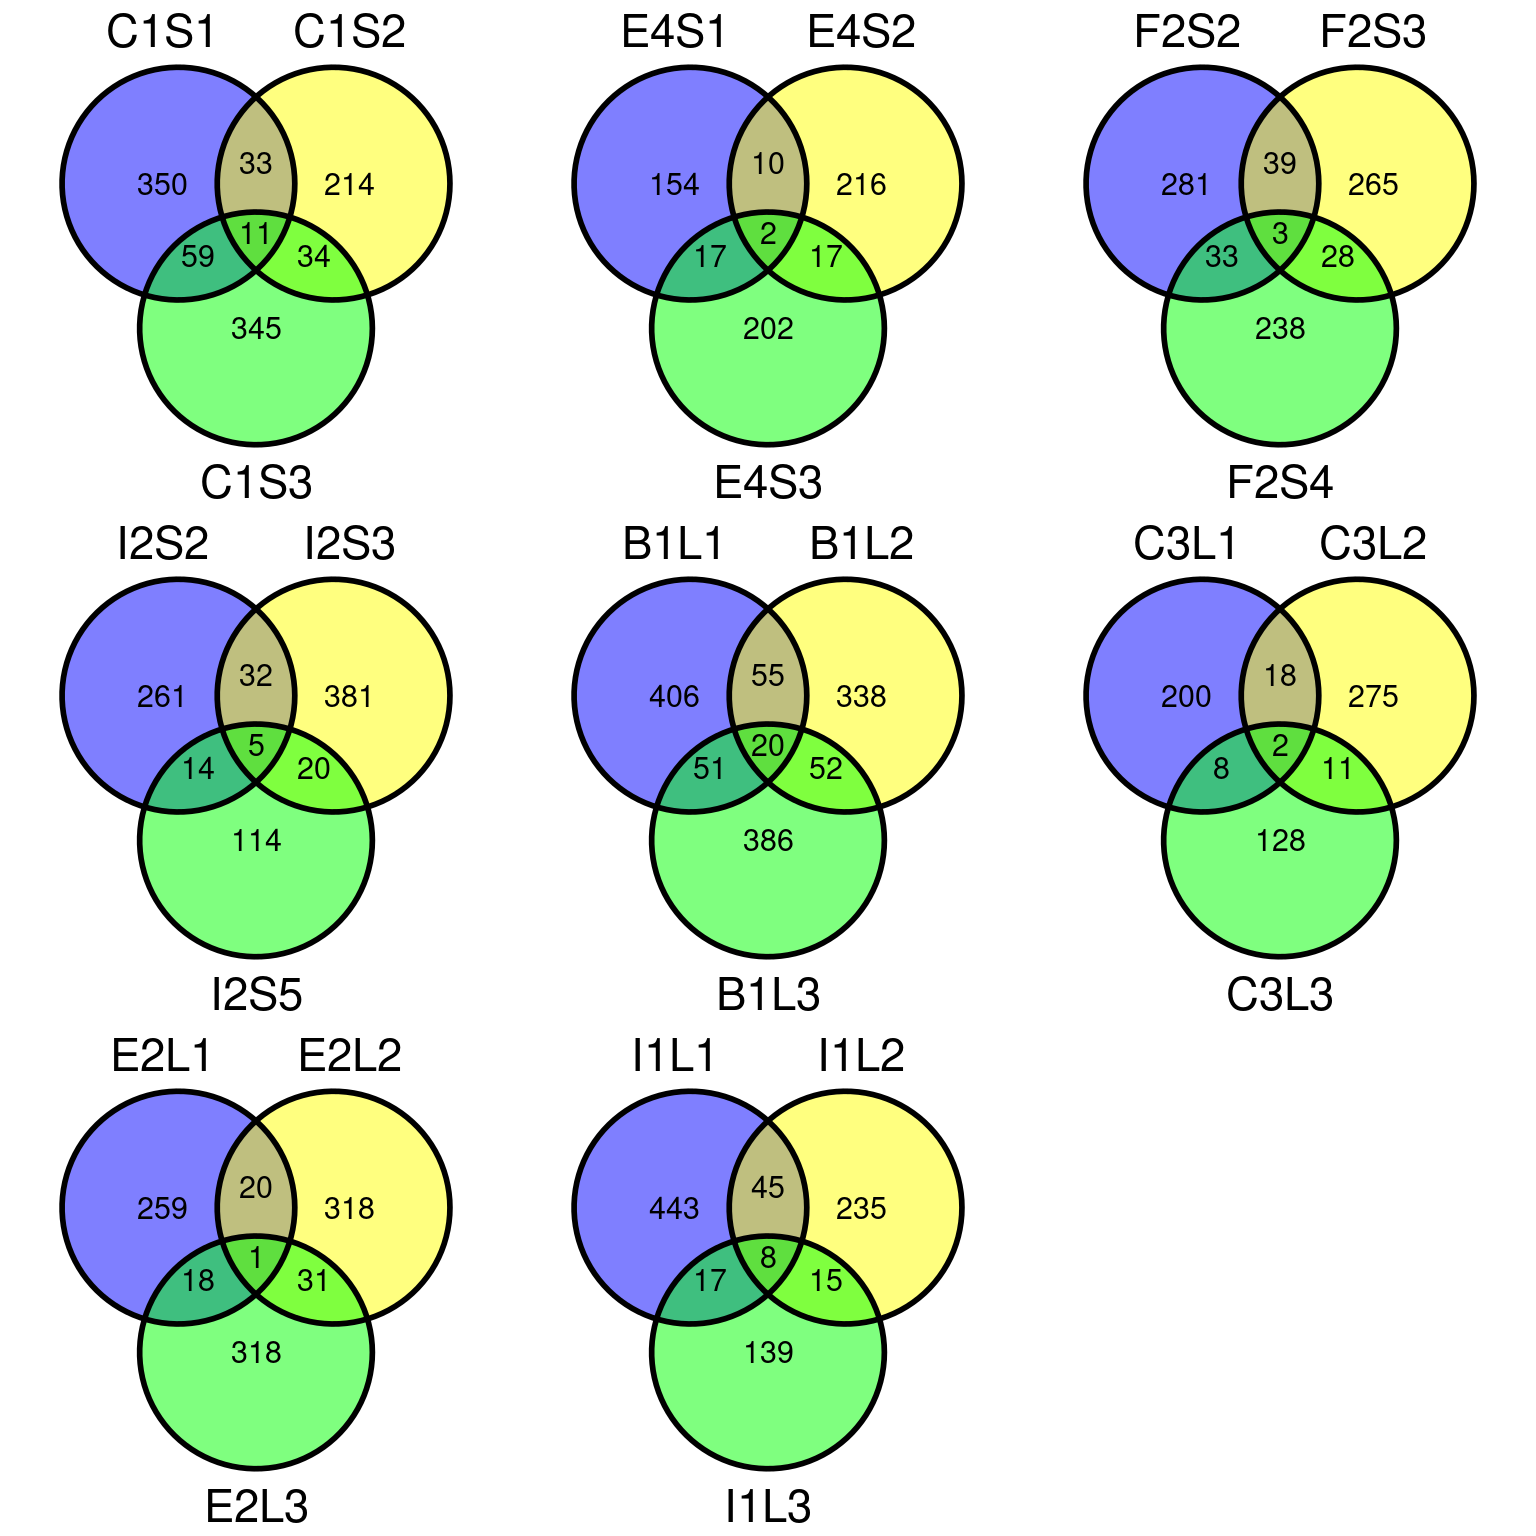 C1S1 C1S2 E4S1 E4S2 F2S2 F2S3
33 10 39
350 214 154 216 281 265
11 2 3
59 34 17 17 33 28
345 202 238
C1S3 E4S3 F2S4
I2S2 I2S3 B1L1 B1L2 C3L1 C3L2
32 55 18
261 381 406 338 200 275
5 20 2
14 20 51 52 8 11
114 386 128
I2S5 B1L3 C3L3
E2L1 E2L2 I1L1 I1L2
20 45
259 318 443 235
1 8
18 31 17 15
318 139
E2L3 I1L3